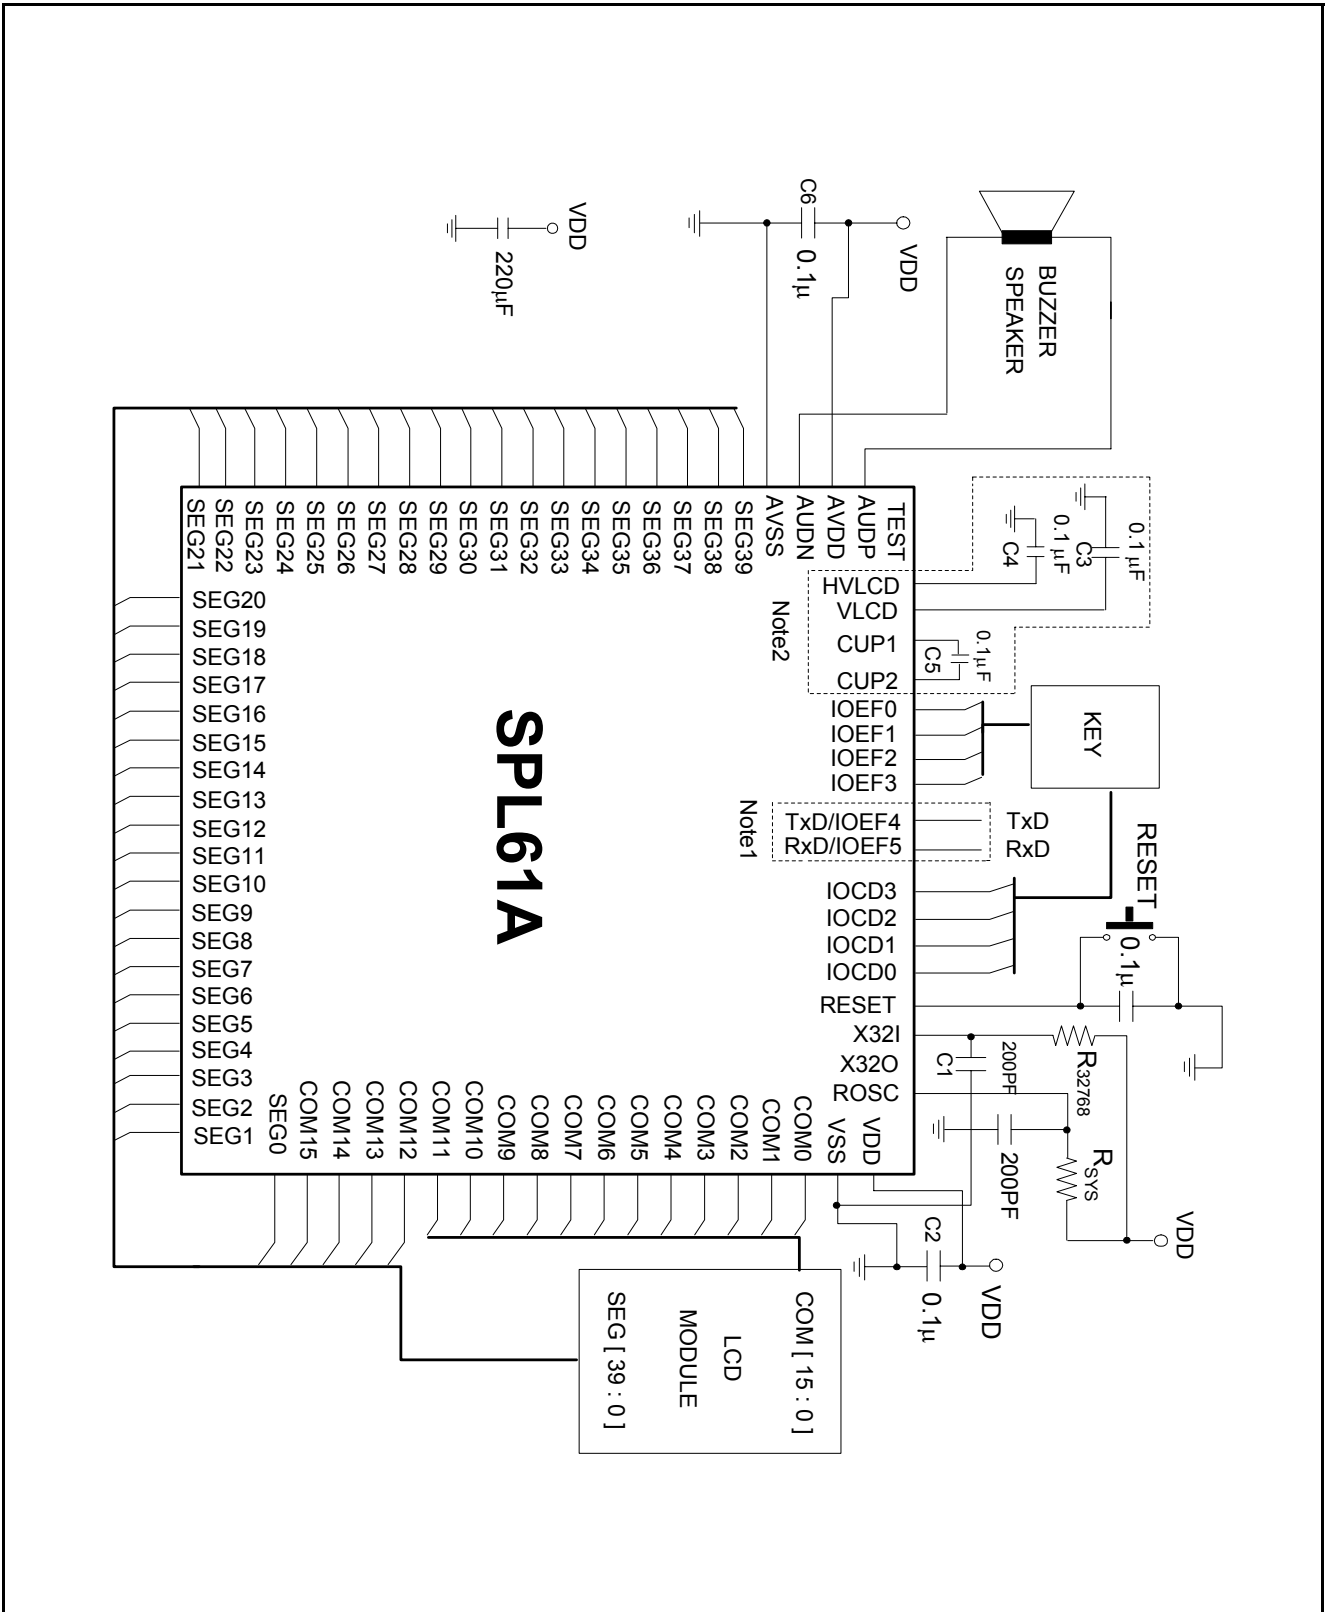 C6
0.1μ
VDD
VDD
220μF
BUZZER
SPEAKER
SEG21
SEG22
SEG23
SEG24
SEG25
SEG26
SEG27
SEG28
SEG29
SEG30
SEG31
SEG32
SEG33
SEG34
SEG35
SEG36
SEG37
SEG38
SEG39
AVSS
AUDN
AVDD
AUDP
TEST
0.1 μF
C3
0.1 μF
C4
HVLCD
VLCD
CUP1
CUP2
Note2
0.1μF
C5
IOEF0
IOEF1
IOEF2
IOEF3
KEY
Note1
TxD/IOEF4
RxD/IOEF5
TxD
RxD
IOCD3
IOCD2
IOCD1
IOCD0
RESET
RESET
0.1μ
X32I
X32O
ROSC
200PF
C1
R32768
200PF
RSYS
VDD
SEG20
SEG19
SEG18
SEG17
SEG16
SEG15
SEG14
SEG13
SEG12
SEG11
SEG10
SEG9
SEG8
SEG7
SEG6
SEG5
SEG4
SEG3
SEG2
SEG1
SPL61A
SEG0
COM15
COM14
COM13
COM12
COM11
COM10
COM9
COM8
COM7
COM6
COM5
COM4
COM3
COM2
COM1
COM0
VSS
VDD
C2
0.1μ
VDD
COM [ 15 : 0 ]
LCD
MODULE
SEG [ 39 : 0 ]